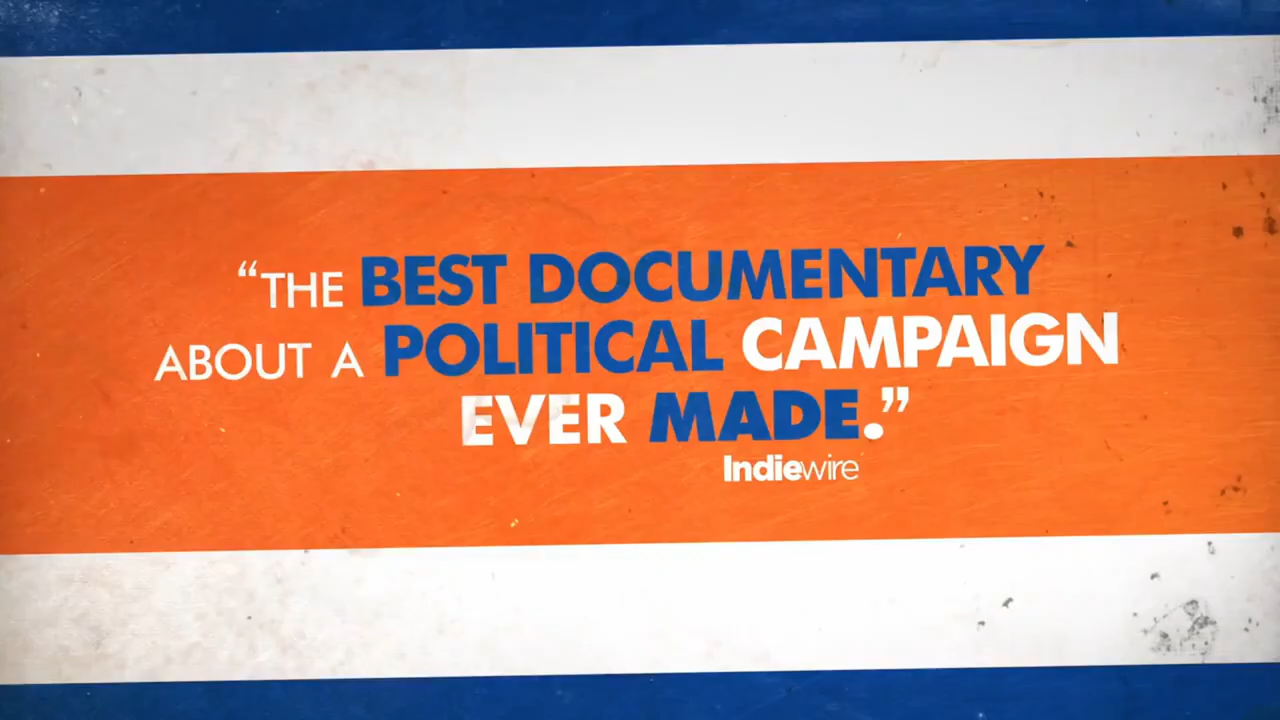 “THE BEST DOCUMENTARY
ABOUT A POLITICAL CAMPAIGN
EVER MADE.”
Indiewire